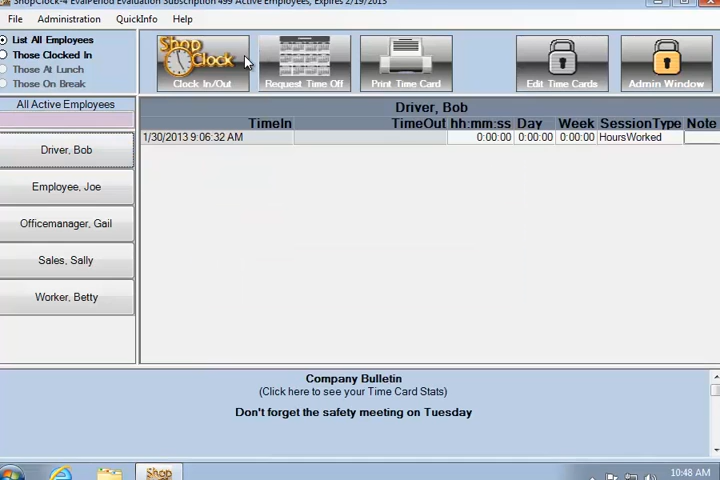 ShopClock-4 EvalPeriod Evaluation Subscription 499 Active Employees, Expires 2/19/2013
File Administration QuickInfo Help
List All Employees
Those Clocked In
Those At Lunch
Those On Break
Shop Clock
Clock In/Out
Request Time Off
Print Time Card
Edit Time Cards
Admin Window
All Active Employees
Driver, Bob
Employee, Joe
Officemanager, Gail
Sales, Sally
Worker, Betty
Driver, Bob
TimeIn TimeOut hh:mm:ss Day Week SessionType Note
1/30/2013 9:06:32 AM 0:00:00 0:00:00 0:00:00 HoursWorked
Company Bulletin
(Click here to see your Time Card Stats)
Don't forget the safety meeting on Tuesday
Shop
10:48 AM